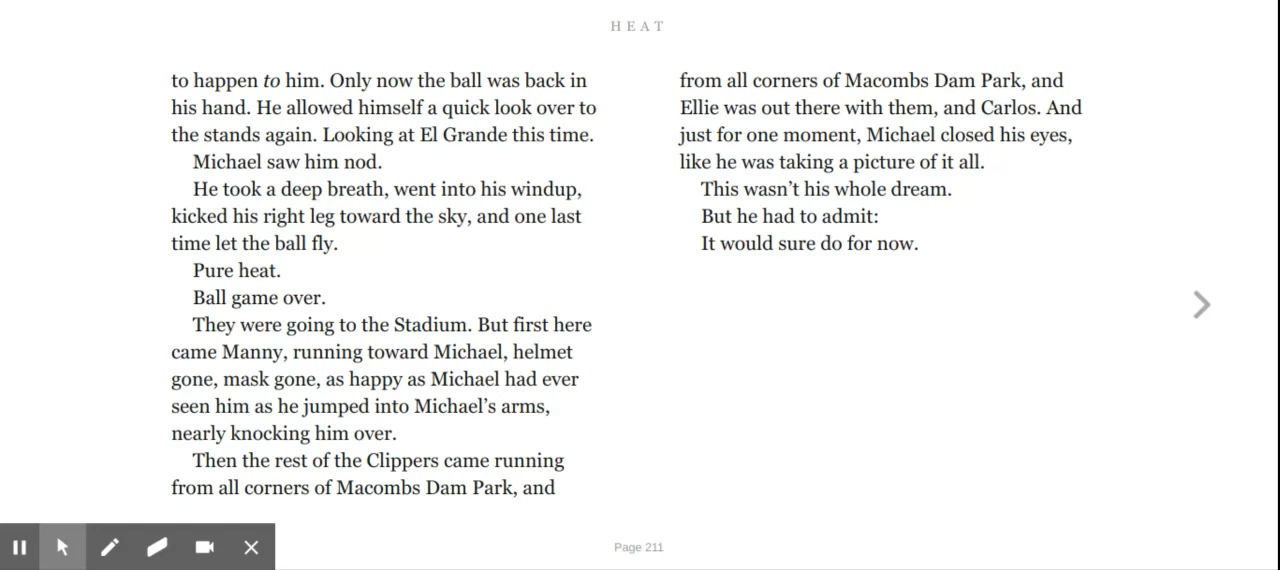 HEAT
to happen to him. Only now the ball was back in
his hand. He allowed himself a quick look over to
the stands again. Looking at El Grande this time.
Michael saw him nod.
He took a deep breath, went into his windup,
kicked his right leg toward the sky, and one last
time let the ball fly.
Pure heat.
Ball game over.
They were going to the Stadium. But first here
came Manny, running toward Michael, helmet
gone, mask gone, as happy as Michael had ever
seen him as he jumped into Michael’s arms,
nearly knocking him over.
Then the rest of the Clippers came running
from all corners of Macombs Dam Park, and
from all corners of Macombs Dam Park, and
Ellie was out there with them, and Carlos. And
just for one moment, Michael closed his eyes,
like he was taking a picture of it all.
This wasn’t his whole dream.
But he had to admit:
It would sure do for now.
Page 211